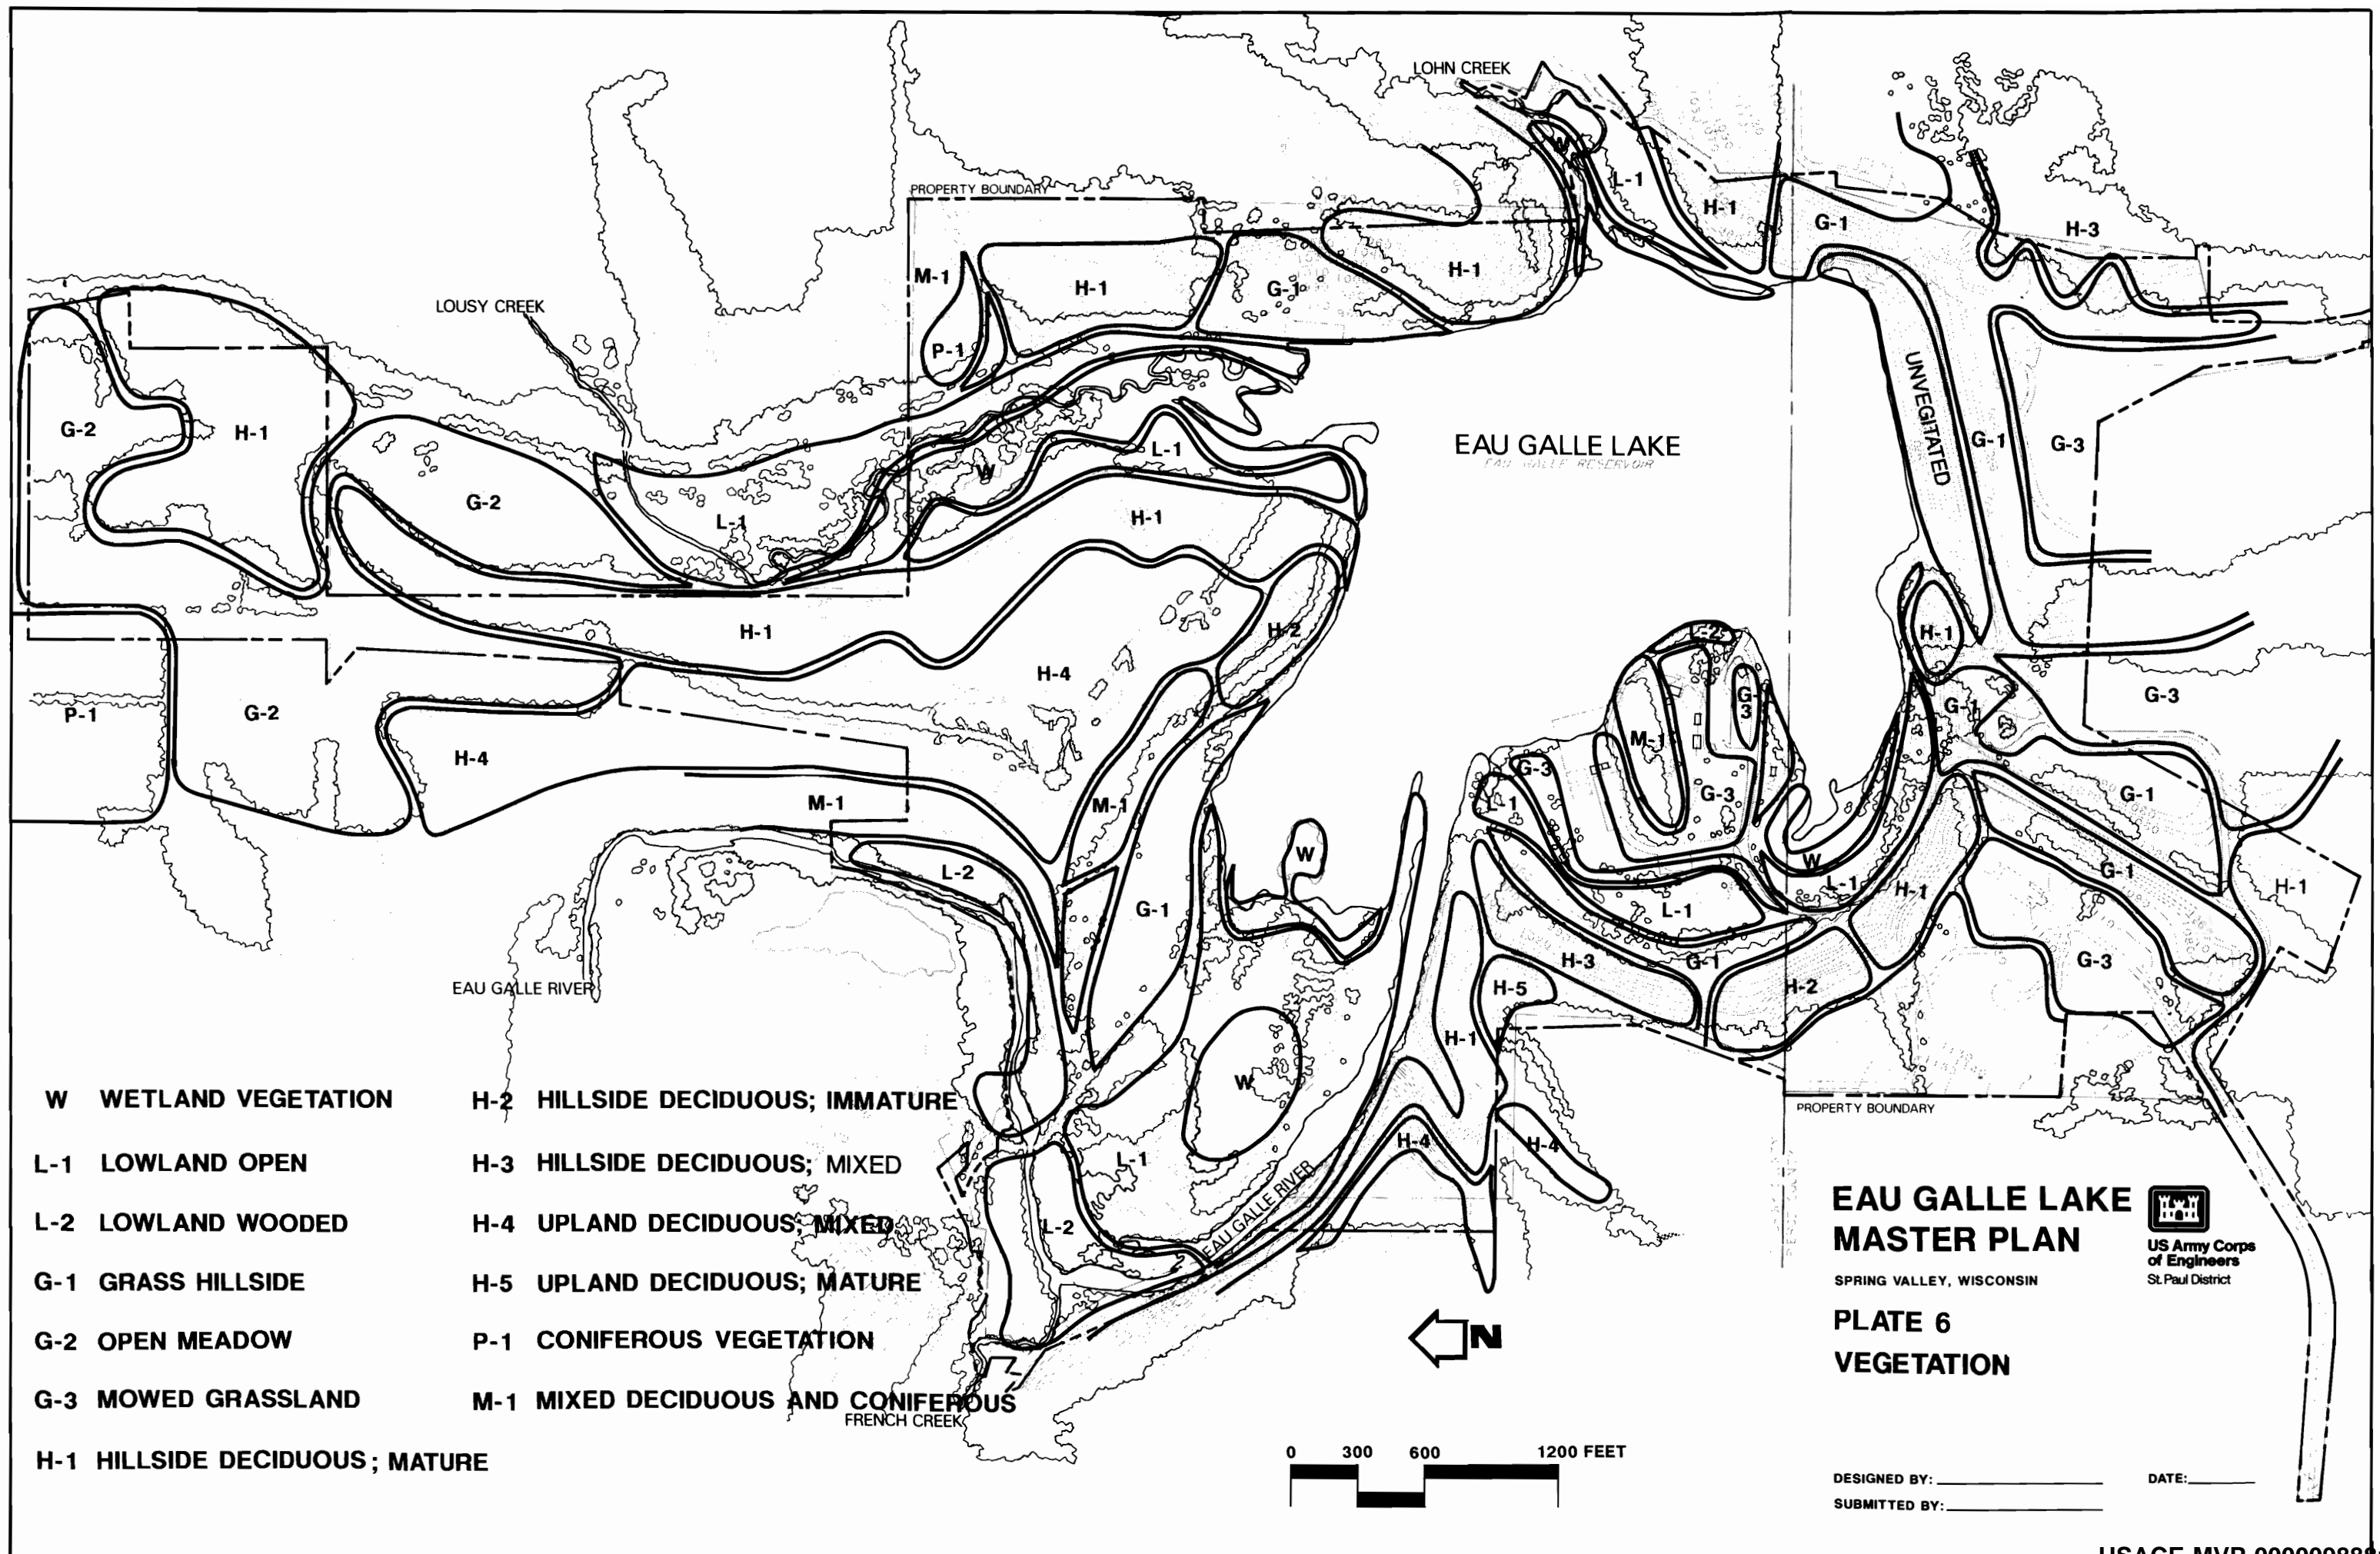 LOHN CREEK
W
L-1
H-1
PROPERTY BOUNDARY
G-1
H-3
M-1
H-1
G-1
H-1
LOUSY CREEK
P-1
UNVEGITATED
G-2
H-1
EAU GALLE LAKE
EAU GALLE RESERVOIR
L-1
G-1
G-3
W
G-2
L-1
H-1
H-1
H-2
L-2
H-1
H-4
G-3
G-3
P-1
G-2
G-1
M-1
H-4
G-3
M-1
M-1
L-1
G-3
G-1
W
W
L-2
L-1
H-1
G-1
H-1
G-1
L-1
H-3
G-1
G-3
EAU GALLE RIVER
H-5
H-2
H-1
W
PROPERTY BOUNDARY
H-4
H-4
L-1
EAU GALLE RIVER
L-2
W WETLAND VEGETATION
L-1 LOWLAND OPEN
L-2 LOWLAND WOODED
G-1 GRASS HILLSIDE
G-2 OPEN MEADOW
G-3 MOWED GRASSLAND
H-1 HILLSIDE DECIDUOUS; MATURE
H-2 HILLSIDE DECIDUOUS; IMMATURE
H-3 HILLSIDE DECIDUOUS; MIXED
H-4 UPLAND DECIDUOUS; MIXED
H-5 UPLAND DECIDUOUS; MATURE
P-1 CONIFEROUS VEGETATION
M-1 MIXED DECIDUOUS AND CONIFEROUS
FRENCH CREEK
N
0 300 600 1200 FEET
EAU GALLE LAKE
MASTER PLAN
SPRING VALLEY, WISCONSIN
PLATE 6
VEGETATION
US Army Corps
of Engineers
St. Paul District
DESIGNED BY:
DATE:
SUBMITTED BY: